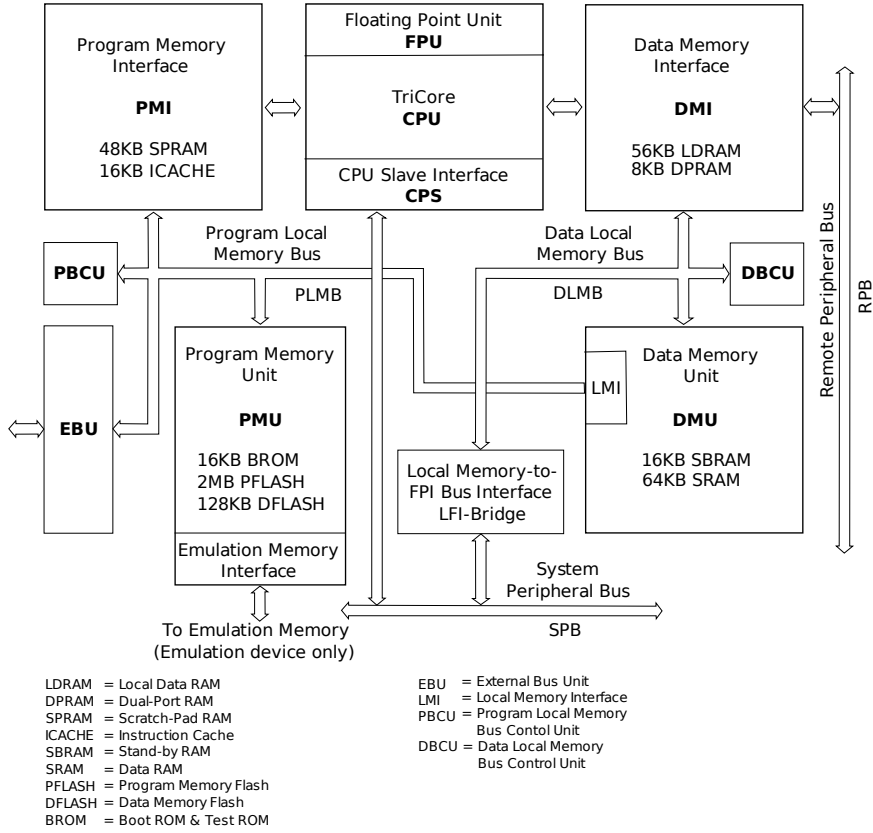 Program Memory
Interface
PMI
48KB SPRAM
16KB ICACHE
Floating Point Unit
FPU
TriCore
CPU
CPU Slave Interface
CPS
Data Memory
Interface
DMI
56KB LDRAM
8KB DPRAM
Remote Peripheral Bus
RPB
PBCU
Program Local
Memory Bus
PLMB
Data Local
Memory Bus
DLMB
DBCU
EBU
Program Memory
Unit
PMU
16KB BROM
2MB PFLASH
128KB DFLASH
Emulation Memory
Interface
LMI
Data Memory
Unit
DMU
16KB SBRAM
64KB SRAM
Local Memory-to-
FPI Bus Interface
LFI-Bridge
System
Peripheral Bus
SPB
To Emulation Memory
(Emulation device only)
LDRAM = Local Data RAM
DPRAM = Dual-Port RAM
SPRAM = Scratch-Pad RAM
ICACHE = Instruction Cache
SBRAM = Stand-by RAM
SRAM = Data RAM
PFLASH = Program Memory Flash
DFLASH = Data Memory Flash
BROM = Boot ROM & Test ROM
EBU = External Bus Unit
LMI = Local Memory Interface
PBCU = Program Local Memory
Bus Contol Unit
DBCU = Data Local Memory
Bus Control Unit